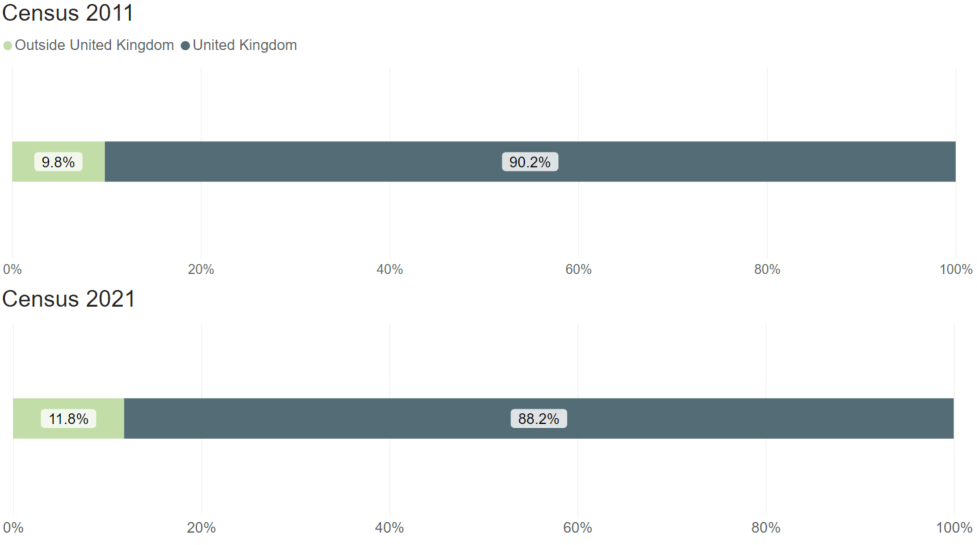 Census 2011
Outside United Kingdom United Kingdom
9.8% 90.2%
0% 20% 40% 60% 80% 100%
Census 2021
11.8% 88.2%
0% 20% 40% 60% 80% 100%